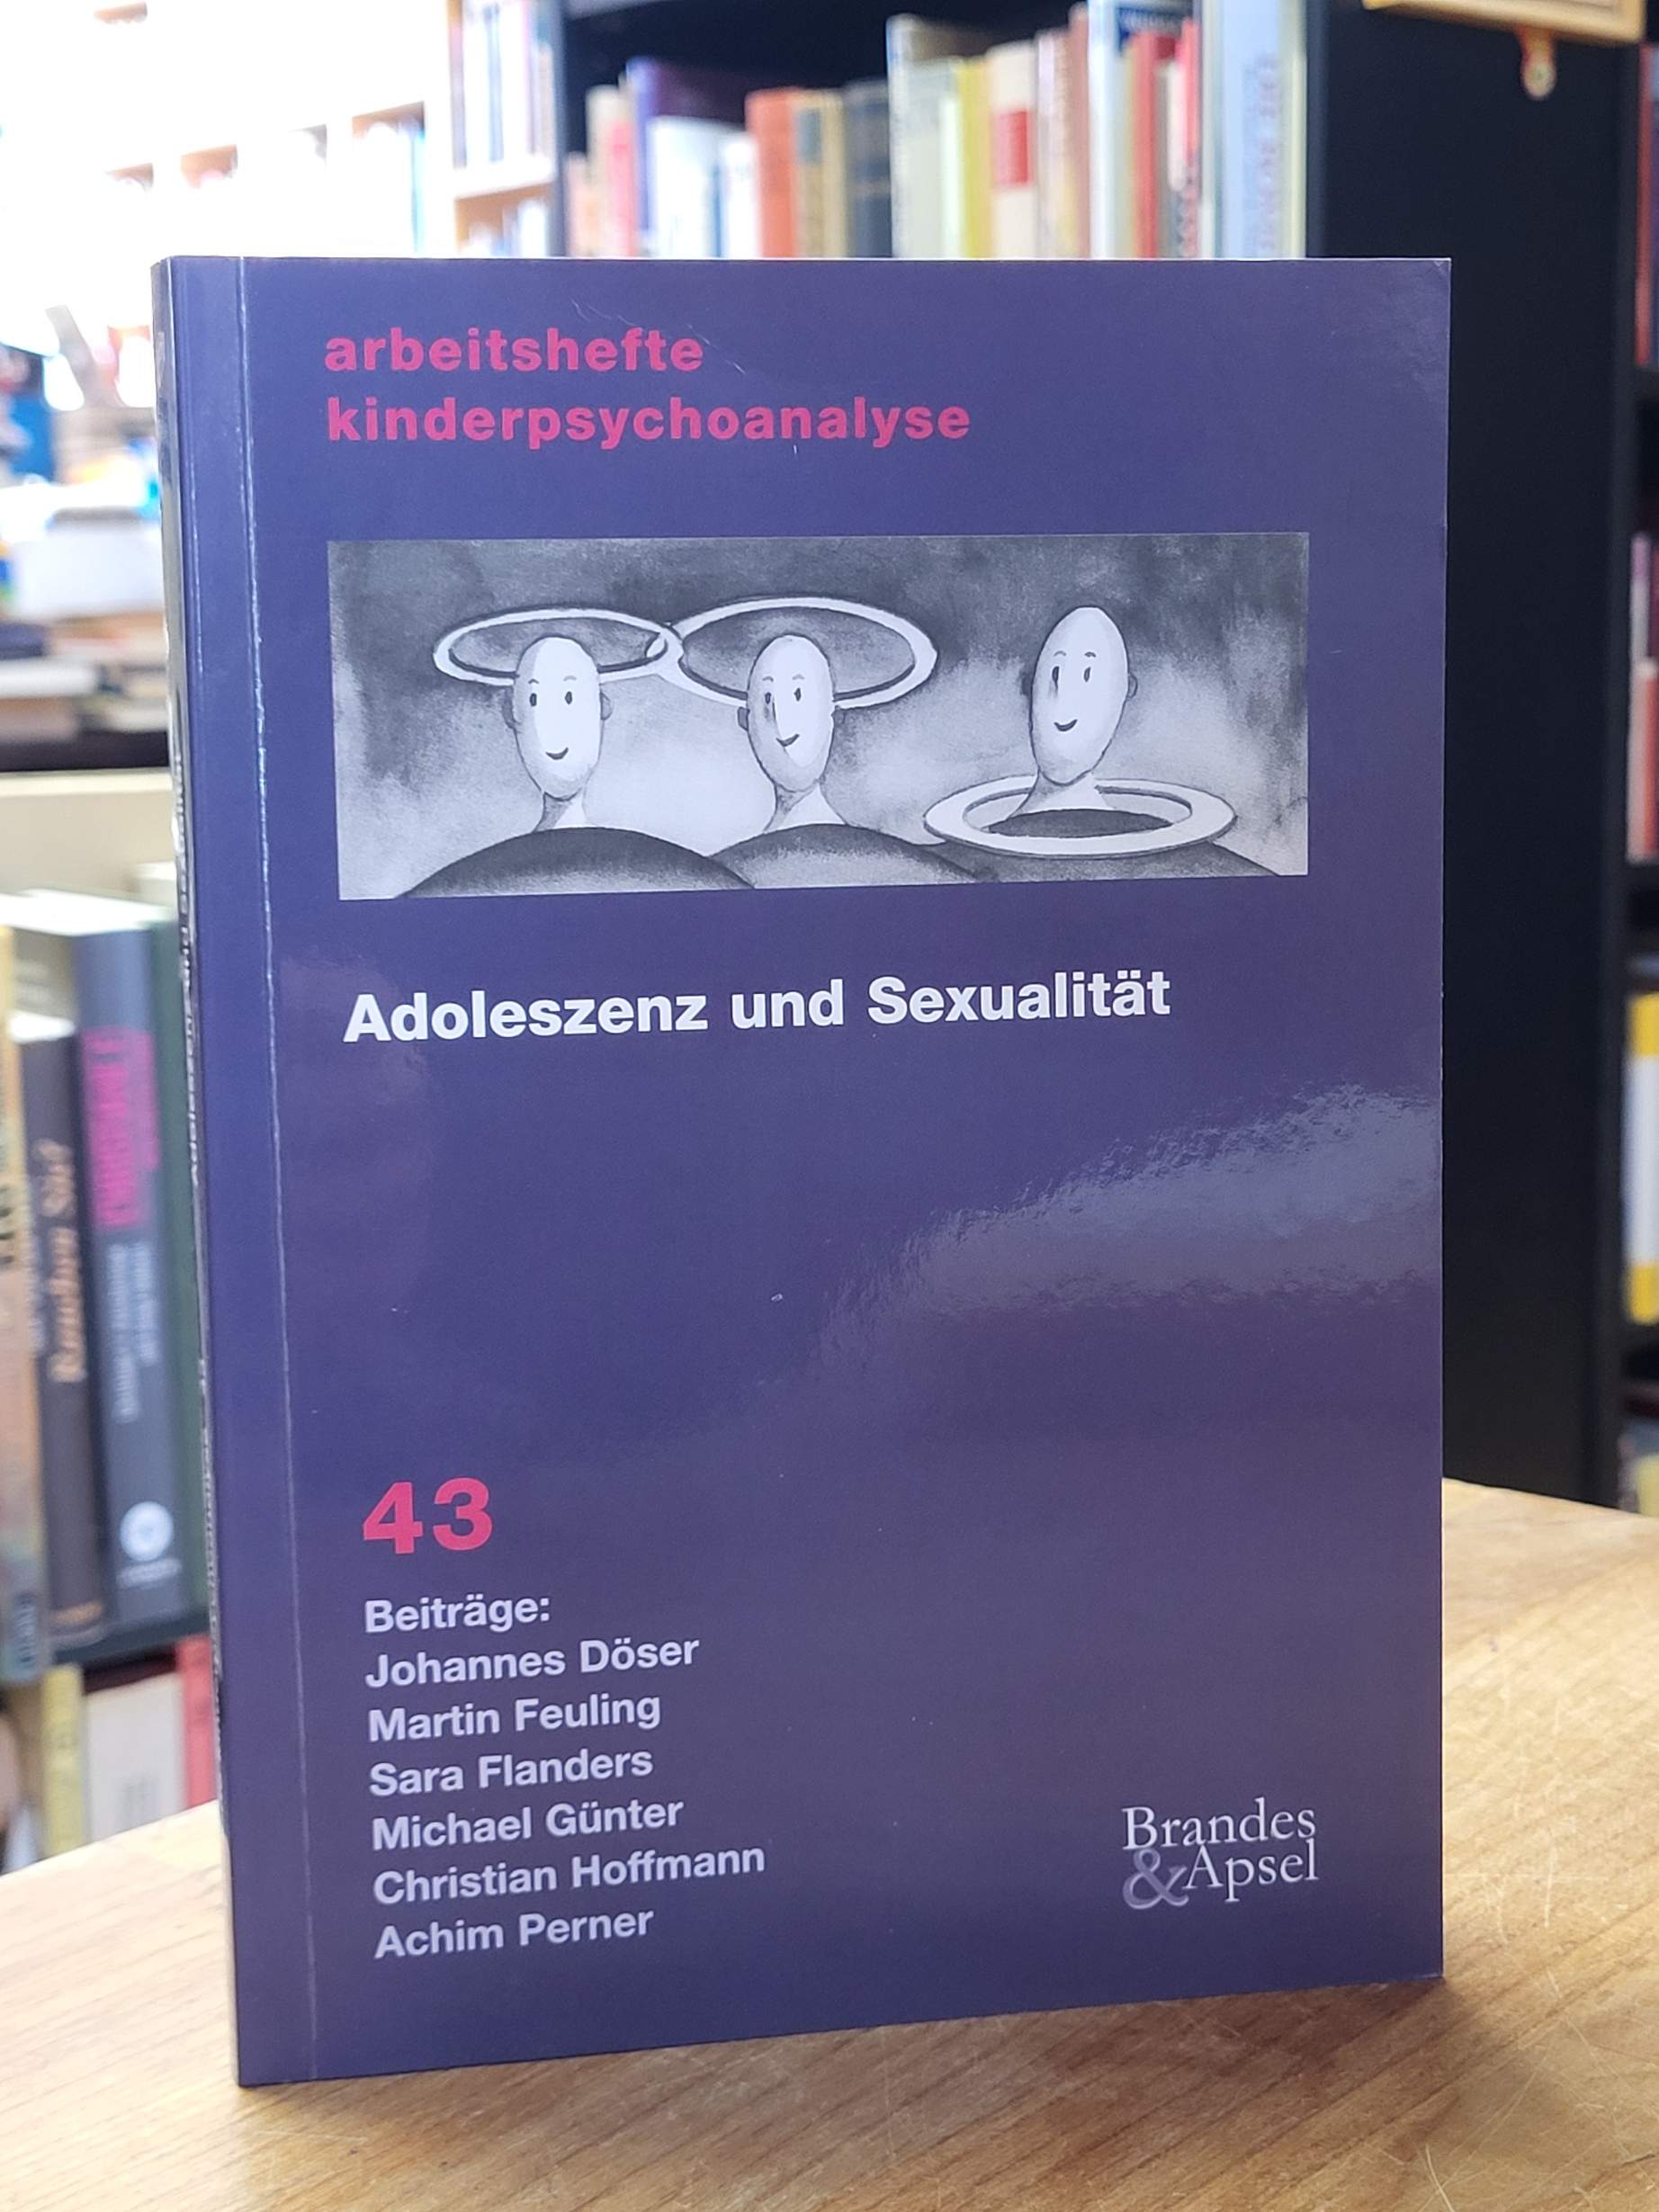 arbeitshefte
kinderpsychoanalyse
Adoleszenz und Sexualität
43
Beiträge:
Johannes Döser
Martin Feuling
Sara Flanders
Michael Günter
Christian Hoffmann
Achim Perner
Brandes
&Apsel